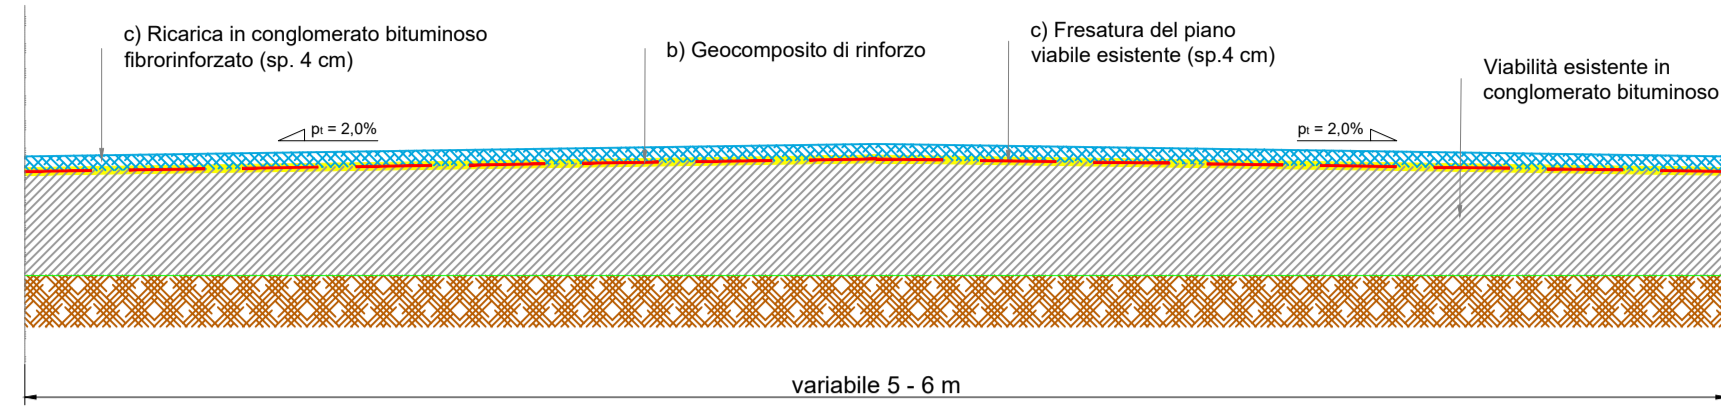 c) Ricarica in conglomerato bituminoso
fibrorinforzato (sp. 4 cm)
b) Geocomposito di rinforzo
c) Fresatura del piano
viabile esistente (sp.4 cm)
Viabilità esistente in
conglomerato bituminoso
pt = 2,0%
pt = 2,0%
variabile 5 - 6 m